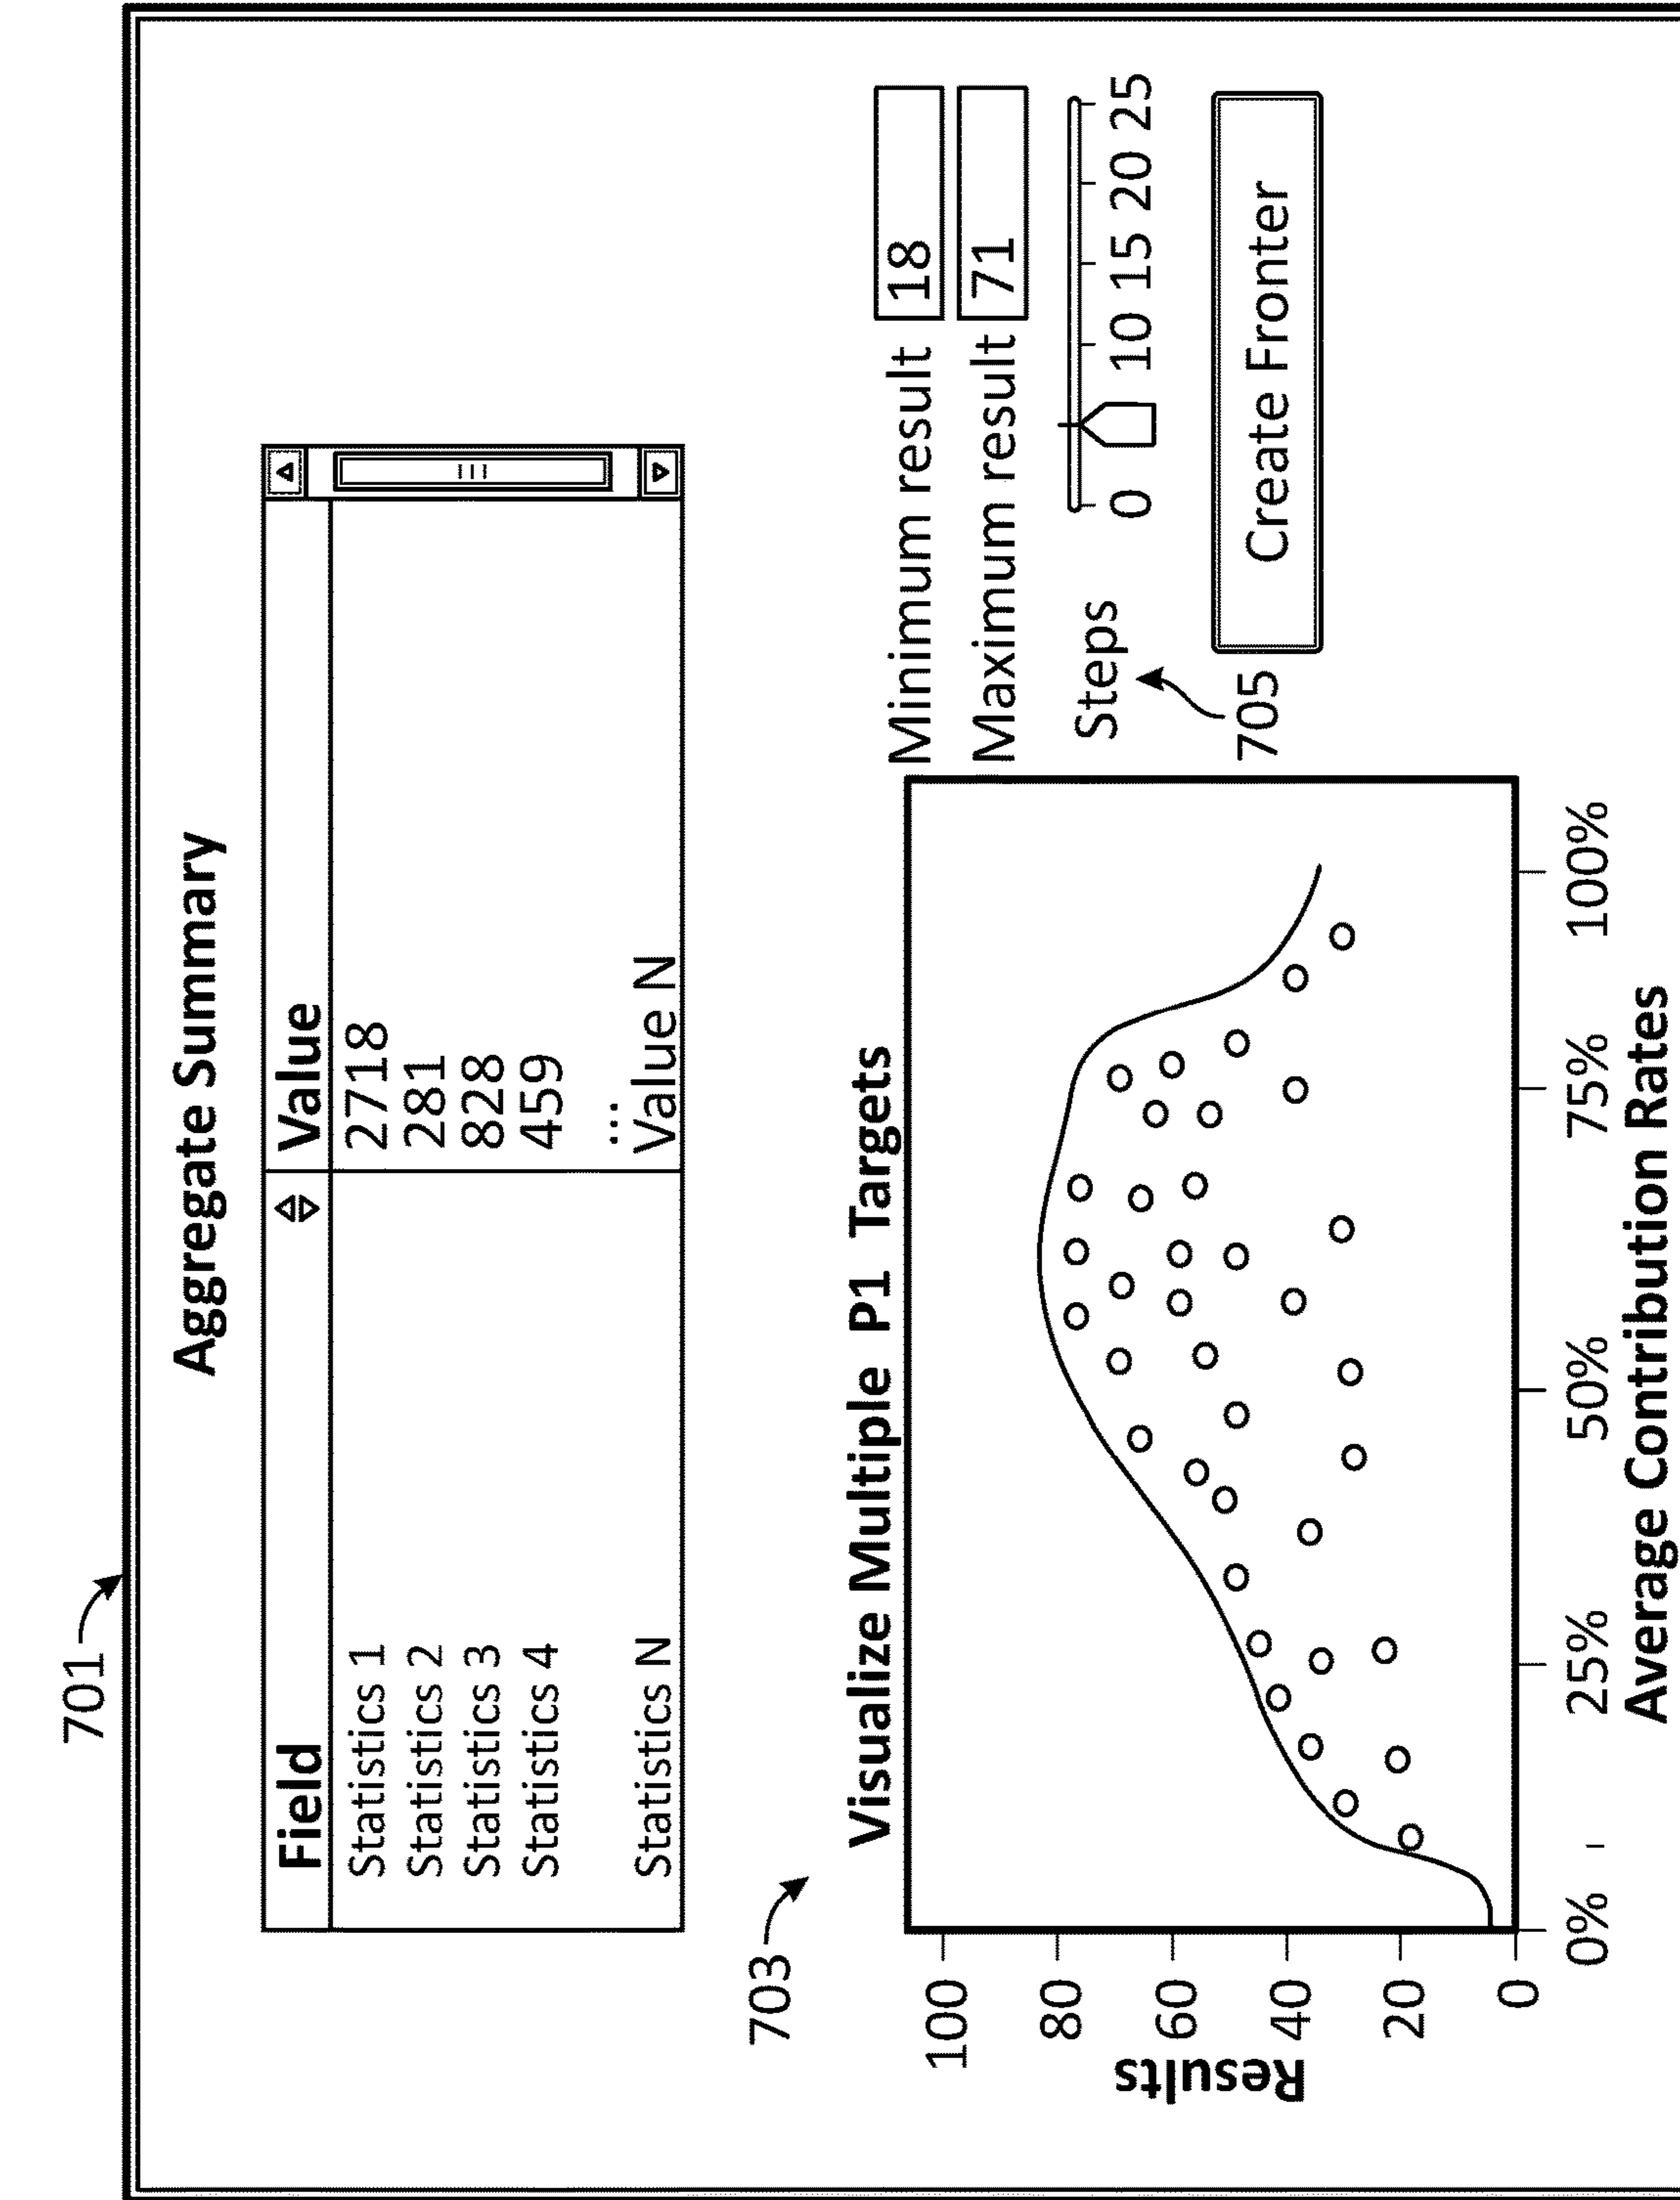 701
Aggregate Summary
Field Value
Statistics 1 2718
Statistics 2 281
Statistics 3 828
Statistics 4 459
...
Statistics N Value N
703
Visualize Multiple P1 Targets
Results
100
80
60
40
20
0
0% 25% 50% 75% 100%
Average Contribution Rates
Minimum result 18
Maximum result 71
Steps
0 10 15 20 25
705
Create Fronter